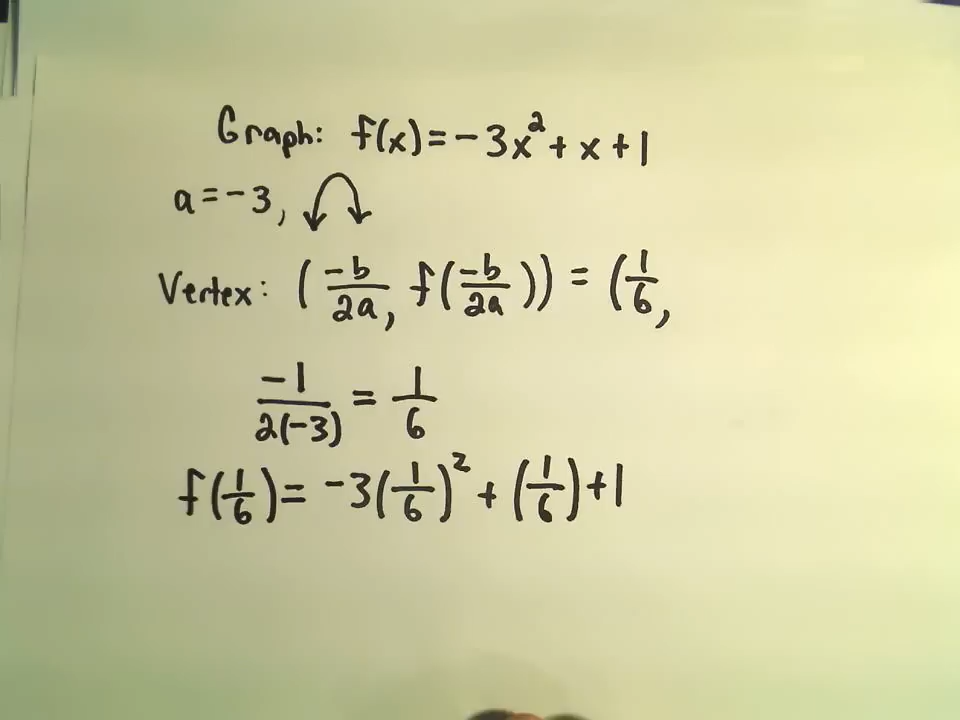 Graph: f(x) = -3x² + x + 1
a = -3,
Vertex: (-b/2a, f(-b/2a)) = (1/6,
-1/2(-3) = 1/6
f(1/6) = -3(1/6)² + (1/6) + 1